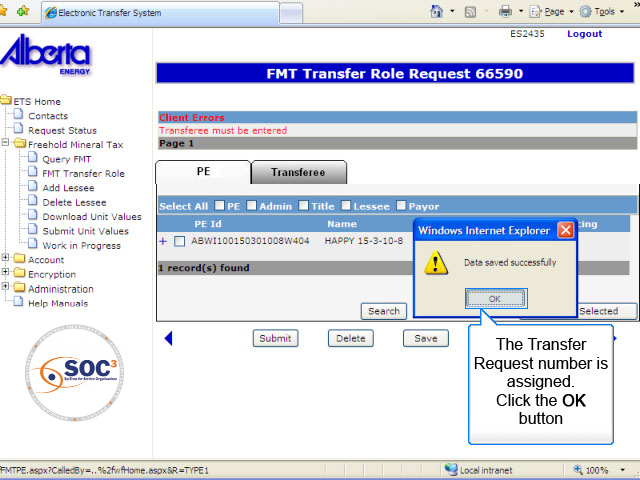 Electronic Transfer System
Page
Tools
Alberta
ENERGY
ES2435 Logout
FMT Transfer Role Request 66590
ETS Home
Contacts
Request Status
Freehold Mineral Tax
Query FMT
FMT Transfer Role
Add Lessee
Delete Lessee
Download Unit Values
Submit Unit Values
Work in Progress
Account
Encryption
Administration
Help Manuals
SOC3
SysTrust for Service Organizations
Client Errors
Transferee must be entered
Page 1
PE Transferee
Select All PE Admin Title Lessee Payor
PE Id Name
+ ABWI100150301008W404 HAPPY 15-3-10-8
1 record(s) found
Search Selected
Submit Delete Save
Windows Internet Explorer
Data saved successfully
OK
The Transfer
Request number is
assigned.
Click the OK
button
FMTPE.aspx?CalledBy=..%2fwfHome.aspx&R=TYPE1 Local intranet 100%